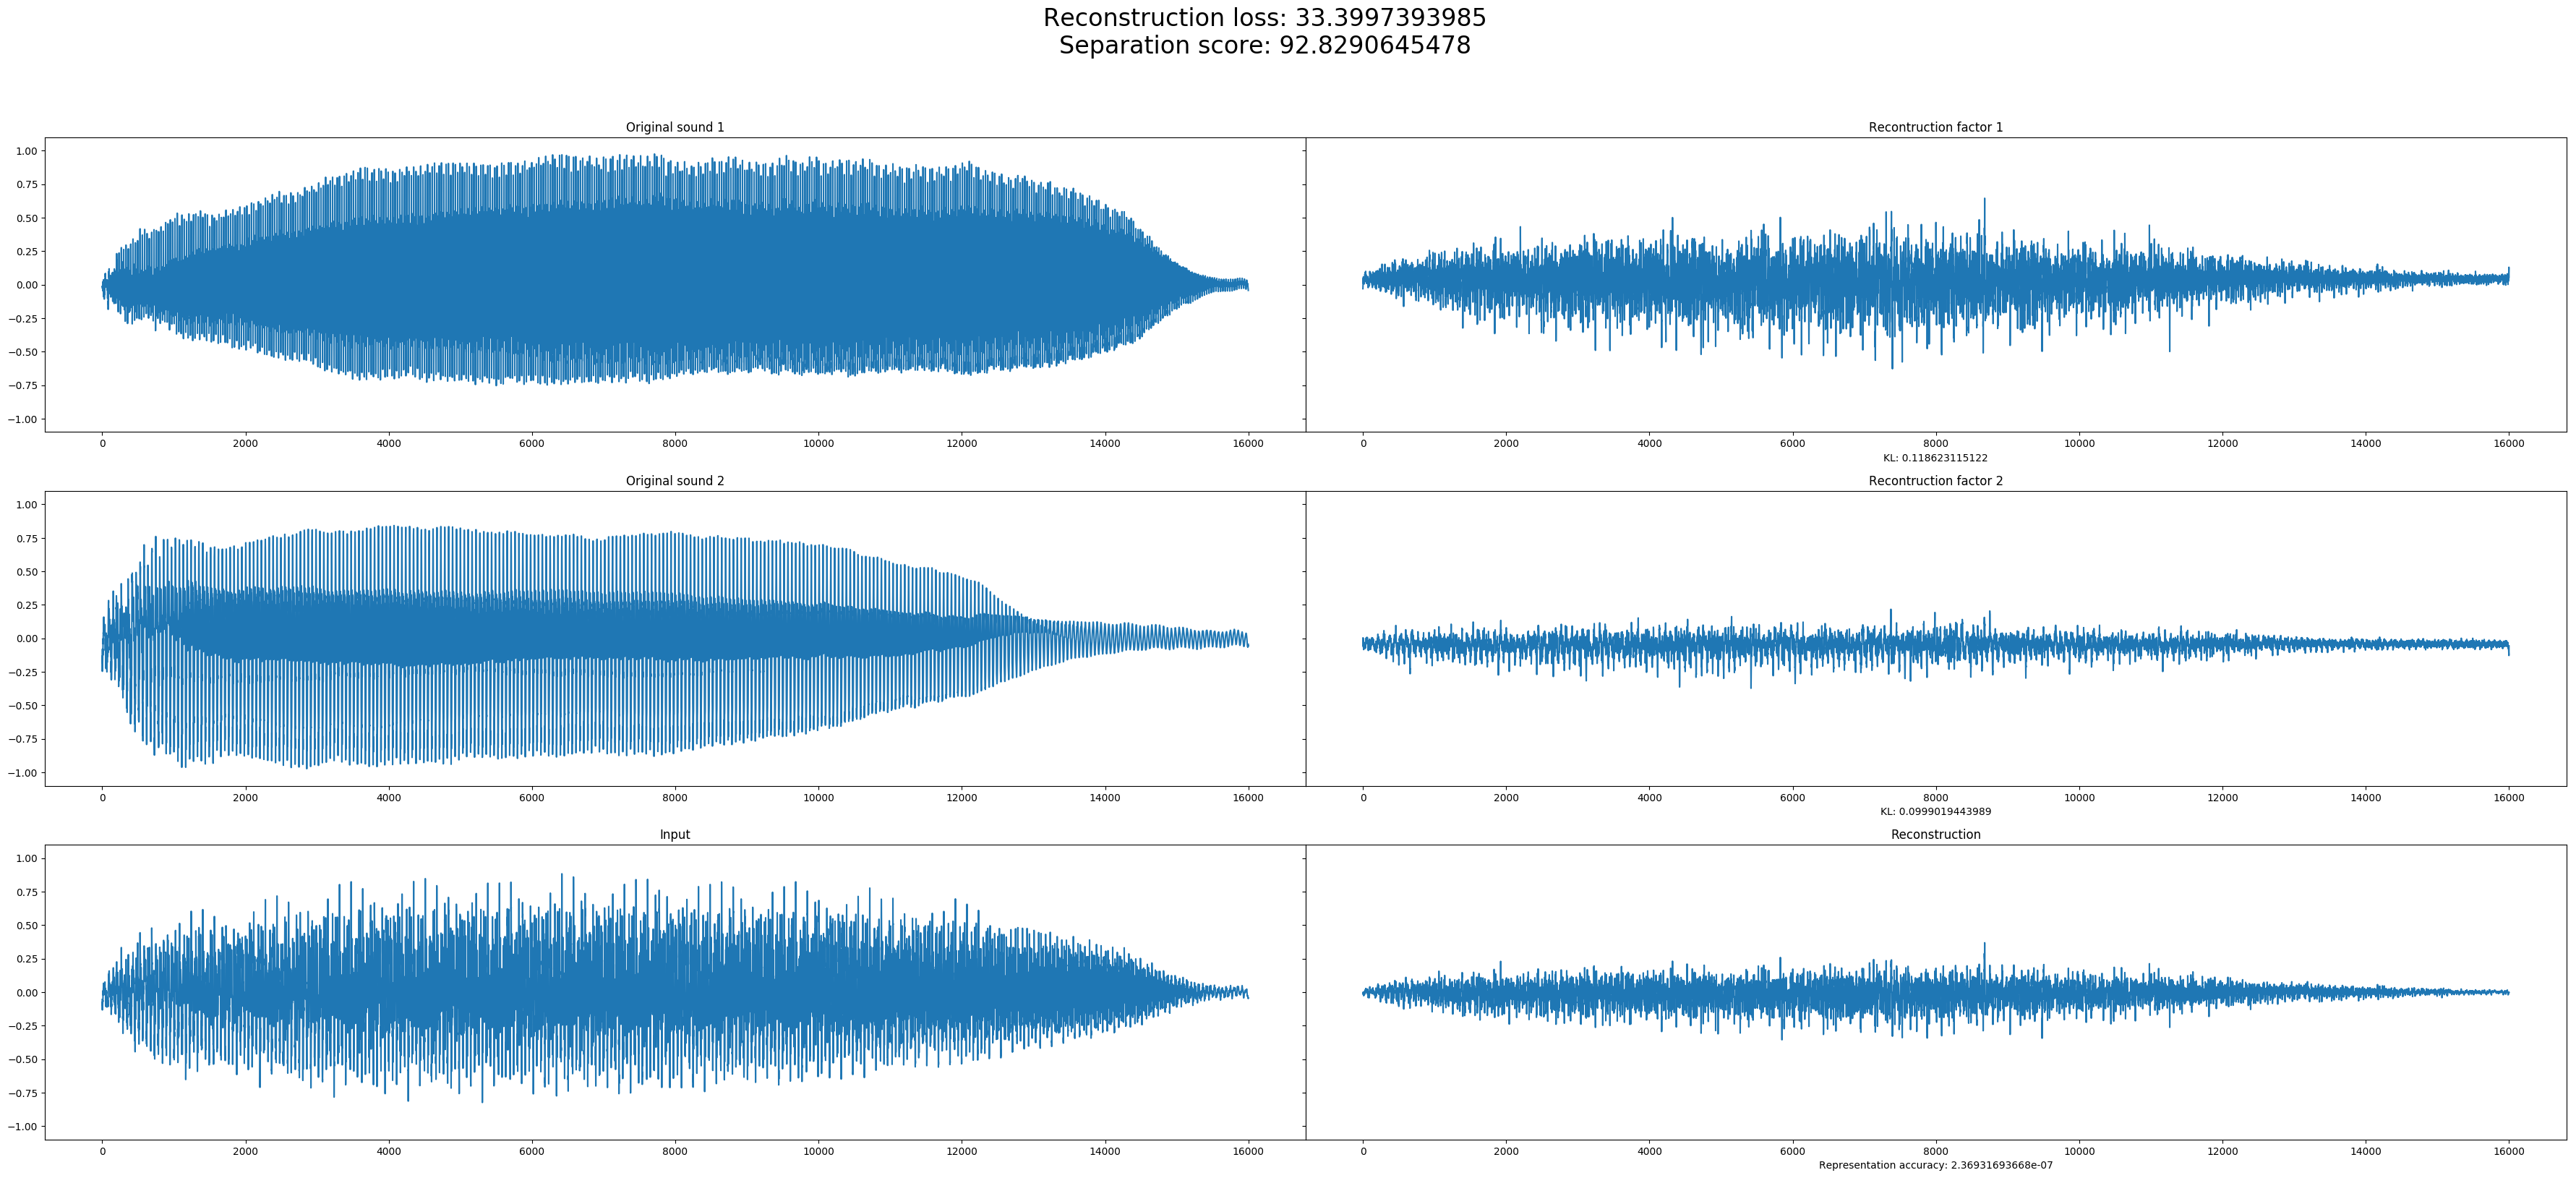 Reconstruction loss: 33.3997393985
Separation score: 92.8290645478
Original sound 1
Recontruction factor 1
1.00
0.75
0.50
0.25
0.00
−0.25
−0.50
−0.75
−1.00
0 2000 4000 6000 8000 10000 12000 14000 16000
0 2000 4000 6000 8000 10000 12000 14000 16000
KL: 0.118623115122
Original sound 2
Recontruction factor 2
1.00
0.75
0.50
0.25
0.00
−0.25
−0.50
−0.75
−1.00
0 2000 4000 6000 8000 10000 12000 14000 16000
0 2000 4000 6000 8000 10000 12000 14000 16000
KL: 0.0999019443989
Input
Reconstruction
1.00
0.75
0.50
0.25
0.00
−0.25
−0.50
−0.75
−1.00
0 2000 4000 6000 8000 10000 12000 14000 16000
0 2000 4000 6000 8000 10000 12000 14000 16000
Representation accuracy: 2.36931693668e-07